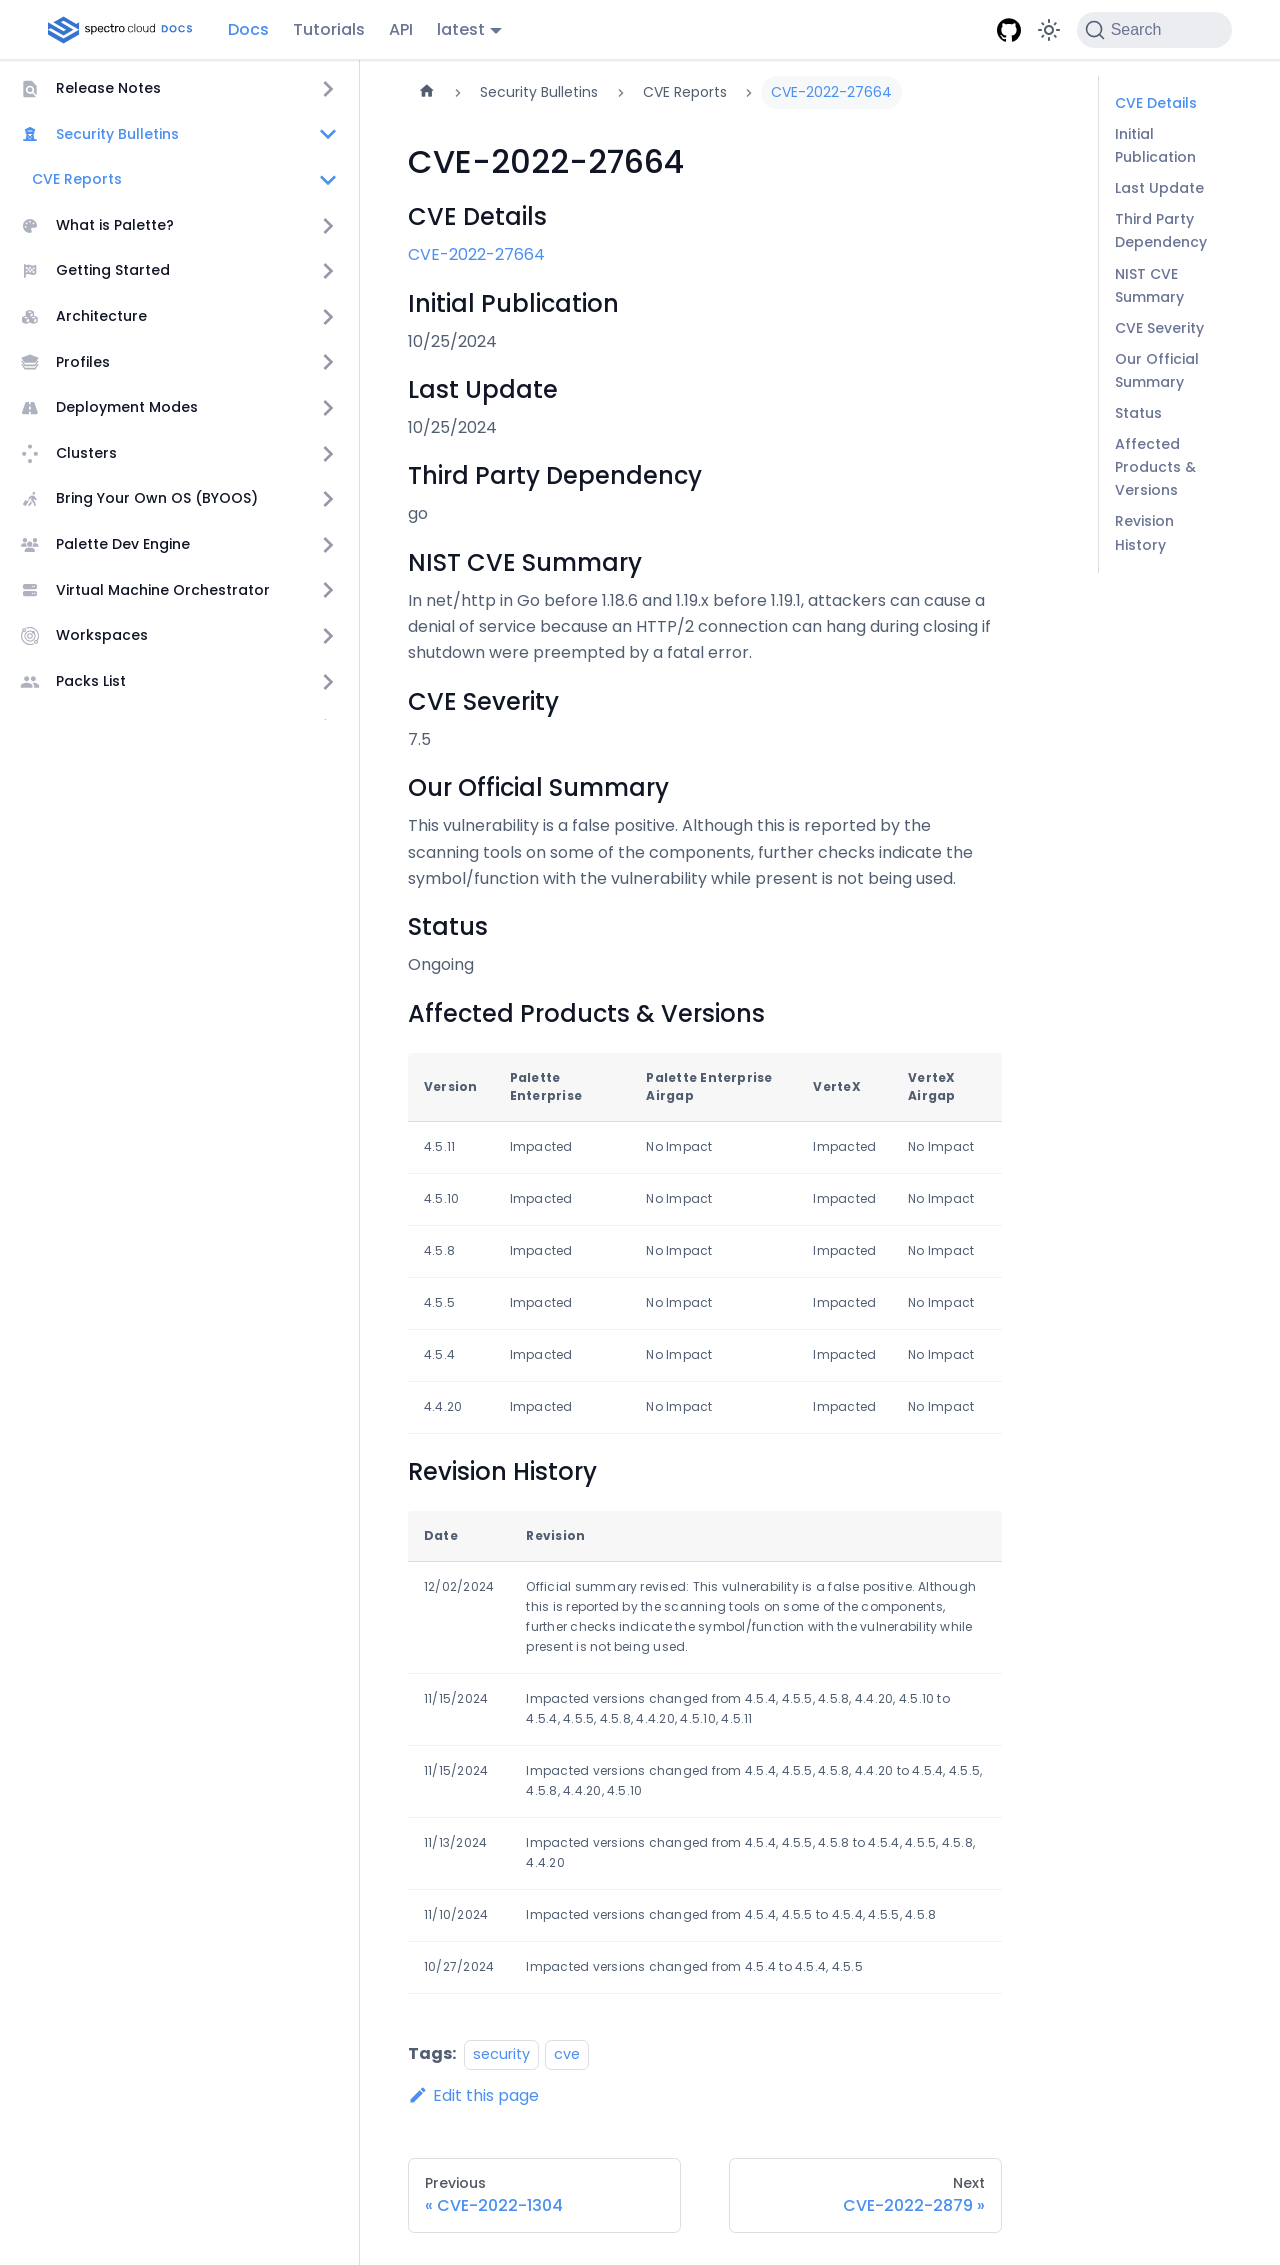 spectro cloud DOCS Docs Tutorials API latest Search
Release Notes
Security Bulletins
CVE Reports
What is Palette?
Getting Started
Architecture
Profiles
Deployment Modes
Clusters
Bring Your Own OS (BYOOS)
Palette Dev Engine
Virtual Machine Orchestrator
Workspaces
Packs List
Security Bulletins CVE Reports CVE-2022-27664
CVE-2022-27664
CVE Details
CVE-2022-27664
Initial Publication
10/25/2024
Last Update
10/25/2024
Third Party Dependency
go
NIST CVE Summary
In net/http in Go before 1.18.6 and 1.19.x before 1.19.1, attackers can cause a
denial of service because an HTTP/2 connection can hang during closing if
shutdown were preempted by a fatal error.
CVE Severity
7.5
Our Official Summary
This vulnerability is a false positive. Although this is reported by the
scanning tools on some of the components, further checks indicate the
symbol/function with the vulnerability while present is not being used.
Status
Ongoing
Affected Products & Versions
Version Palette Enterprise Palette Enterprise Airgap VerteX VerteX Airgap
4.5.11 Impacted No Impact Impacted No Impact
4.5.10 Impacted No Impact Impacted No Impact
4.5.8 Impacted No Impact Impacted No Impact
4.5.5 Impacted No Impact Impacted No Impact
4.5.4 Impacted No Impact Impacted No Impact
4.4.20 Impacted No Impact Impacted No Impact
Revision History
Date Revision
12/02/2024 Official summary revised: This vulnerability is a false positive. Although
this is reported by the scanning tools on some of the components,
further checks indicate the symbol/function with the vulnerability while
present is not being used.
11/15/2024 Impacted versions changed from 4.5.4, 4.5.5, 4.5.8, 4.4.20, 4.5.10 to
4.5.4, 4.5.5, 4.5.8, 4.4.20, 4.5.10, 4.5.11
11/15/2024 Impacted versions changed from 4.5.4, 4.5.5, 4.5.8, 4.4.20 to 4.5.4, 4.5.5,
4.5.8, 4.4.20, 4.5.10
11/13/2024 Impacted versions changed from 4.5.4, 4.5.5, 4.5.8 to 4.5.4, 4.5.5, 4.5.8,
4.4.20
11/10/2024 Impacted versions changed from 4.5.4, 4.5.5 to 4.5.4, 4.5.5, 4.5.8
10/27/2024 Impacted versions changed from 4.5.4 to 4.5.4, 4.5.5
Tags: security cve
Edit this page
Previous
« CVE-2022-1304
Next
CVE-2022-2879 »
CVE Details
Initial
Publication
Last Update
Third Party
Dependency
NIST CVE
Summary
CVE Severity
Our Official
Summary
Status
Affected
Products &
Versions
Revision
History